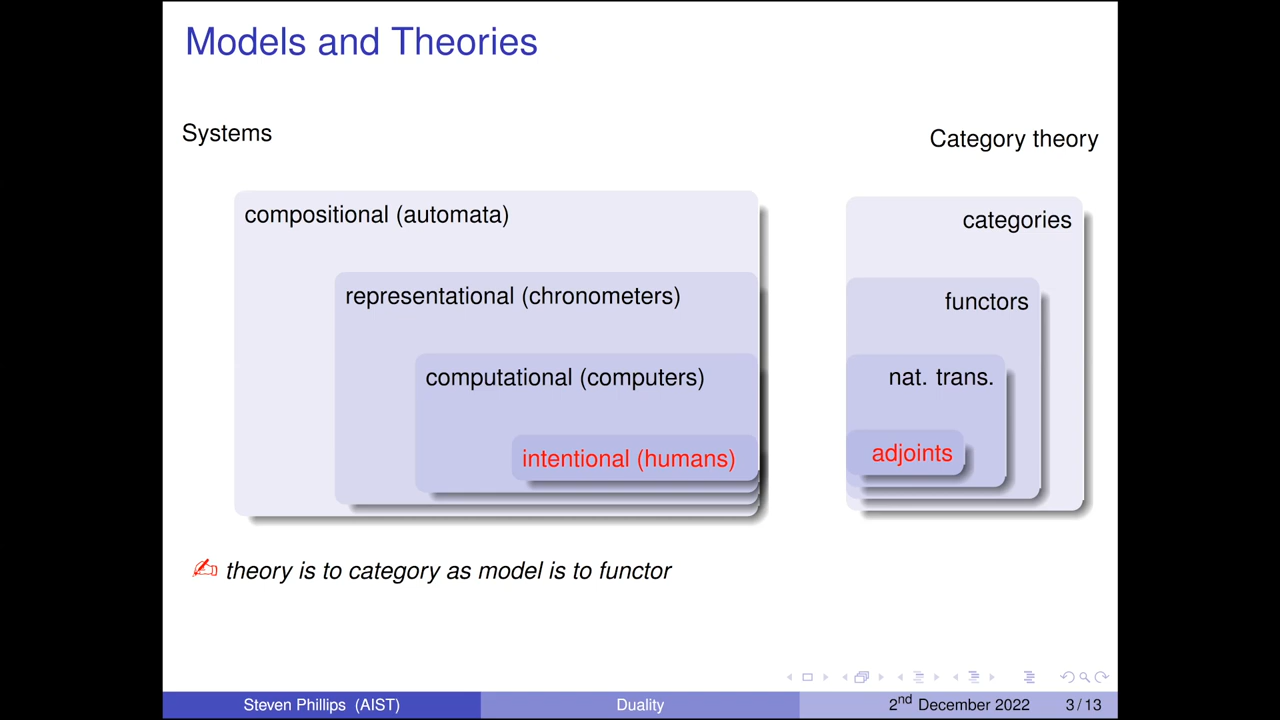 Models and Theories
Systems
Category theory
compositional (automata)
representational (chronometers)
computational (computers)
intentional (humans)
categories
functors
nat. trans.
adjoints
theory is to category as model is to functor
Steven Phillips (AIST)
Duality
2nd December 2022
3 / 13